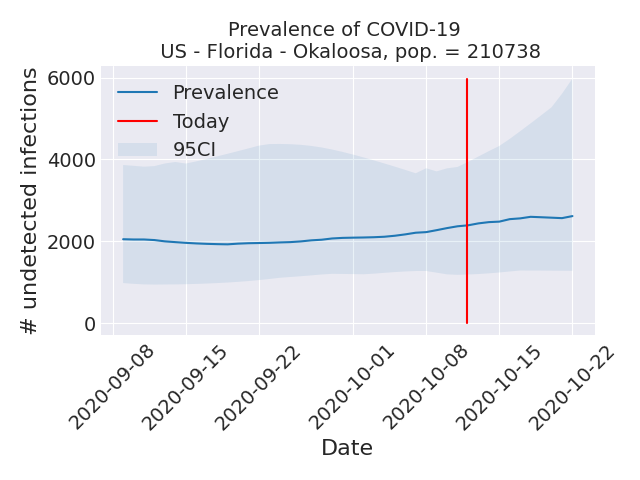 Prevalence of COVID-19
US - Florida - Okaloosa, pop. = 210738
# undetected infections
6000
4000
2000
0
Prevalence
Today
95CI
2020-09-08
2020-09-15
2020-09-22
2020-10-01
2020-10-08
2020-10-15
2020-10-22
Date